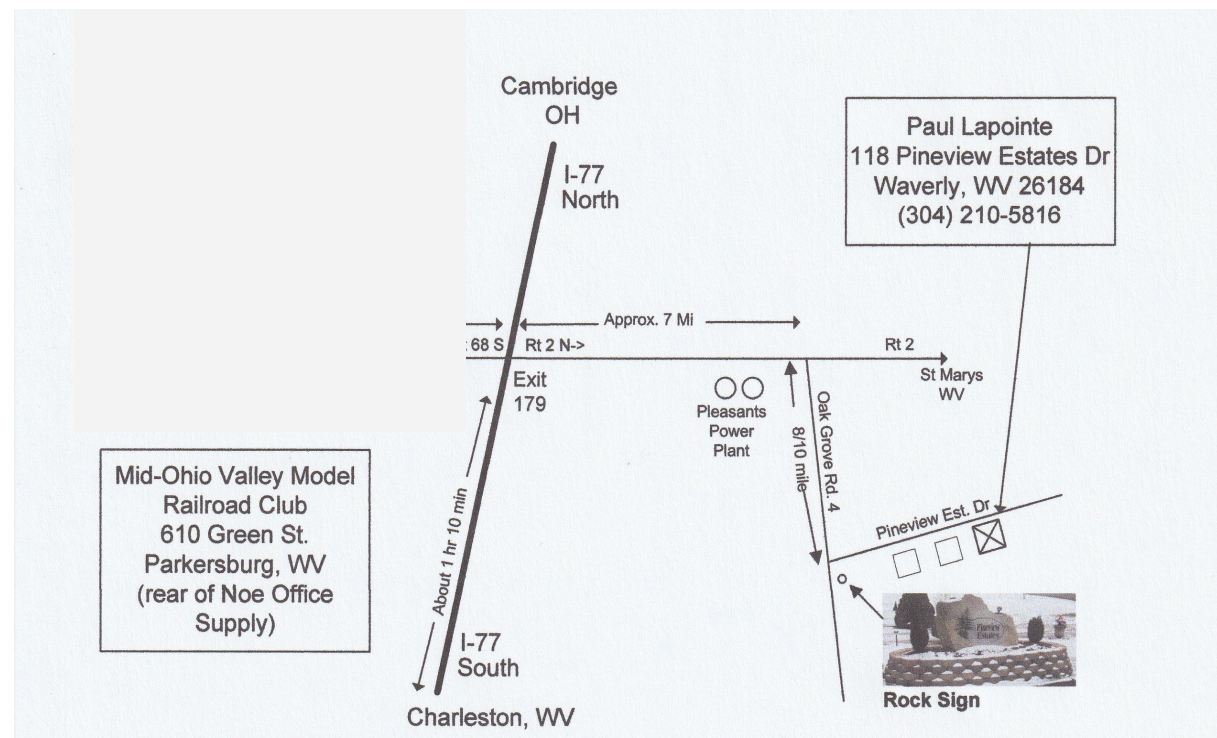 Cambridge
OH
I-77
North
Paul Lapointe
118 Pineview Estates Dr
Waverly, WV 26184
(304) 210-5816
Approx. 7 Mi
68 S
Rt 2 N->
Rt 2
St Marys
WV
Exit
179
Pleasants
Power
Plant
8/10 mile
Oak Grove Rd. 4
Mid-Ohio Valley Model
Railroad Club
610 Green St.
Parkersburg, WV
(rear of Noe Office
Supply)
About 1 hr 10 min
Pineview Est. Dr
Pineview
Estates
I-77
South
Rock Sign
Charleston, WV